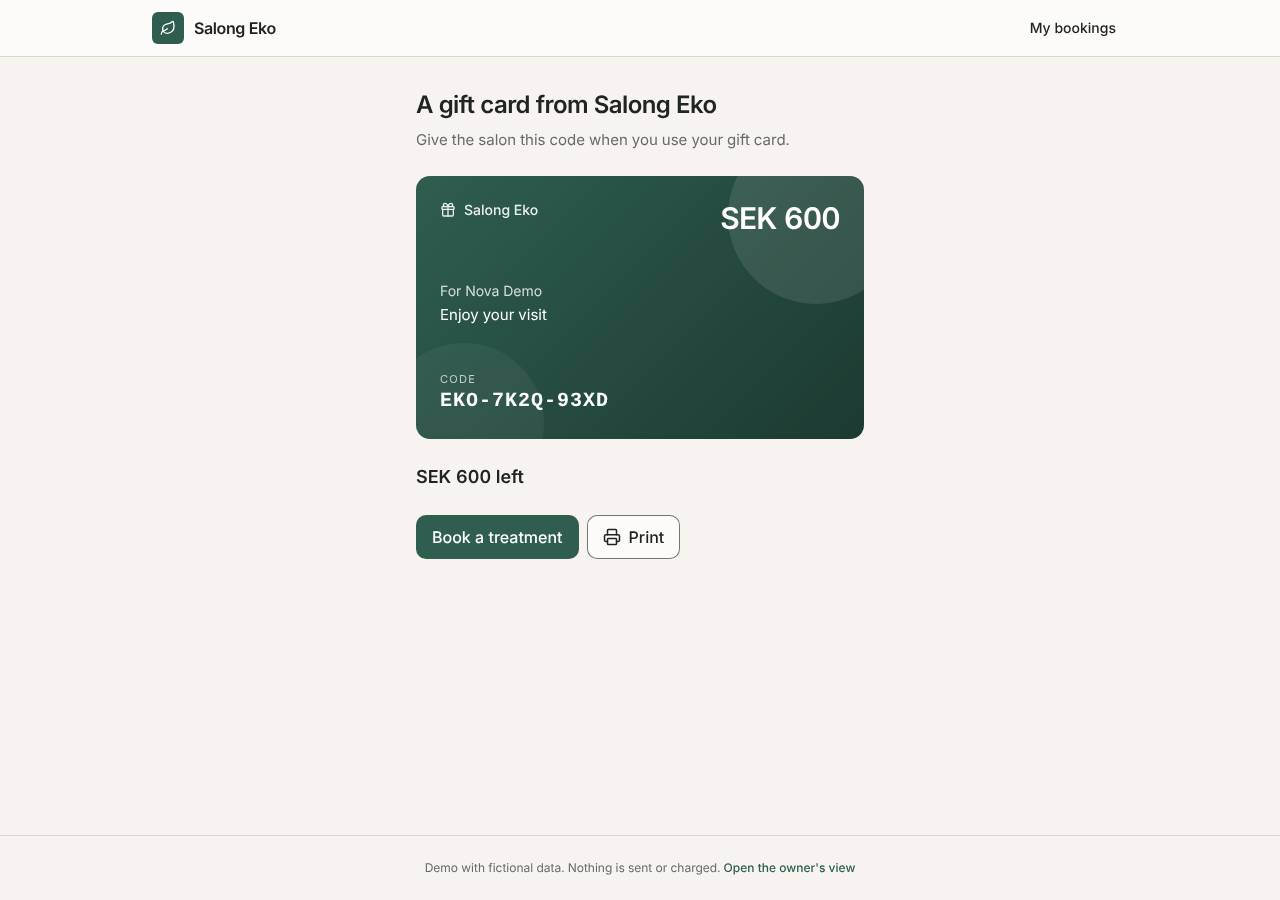 Salong Eko
My bookings
A gift card from Salong Eko
Give the salon this code when you use your gift card.
Salong Eko
SEK 600
For Nova Demo
Enjoy your visit
CODE
EKO-7K2Q-93XD
SEK 600 left
Book a treatment
Print
Demo with fictional data. Nothing is sent or charged. Open the owner's view